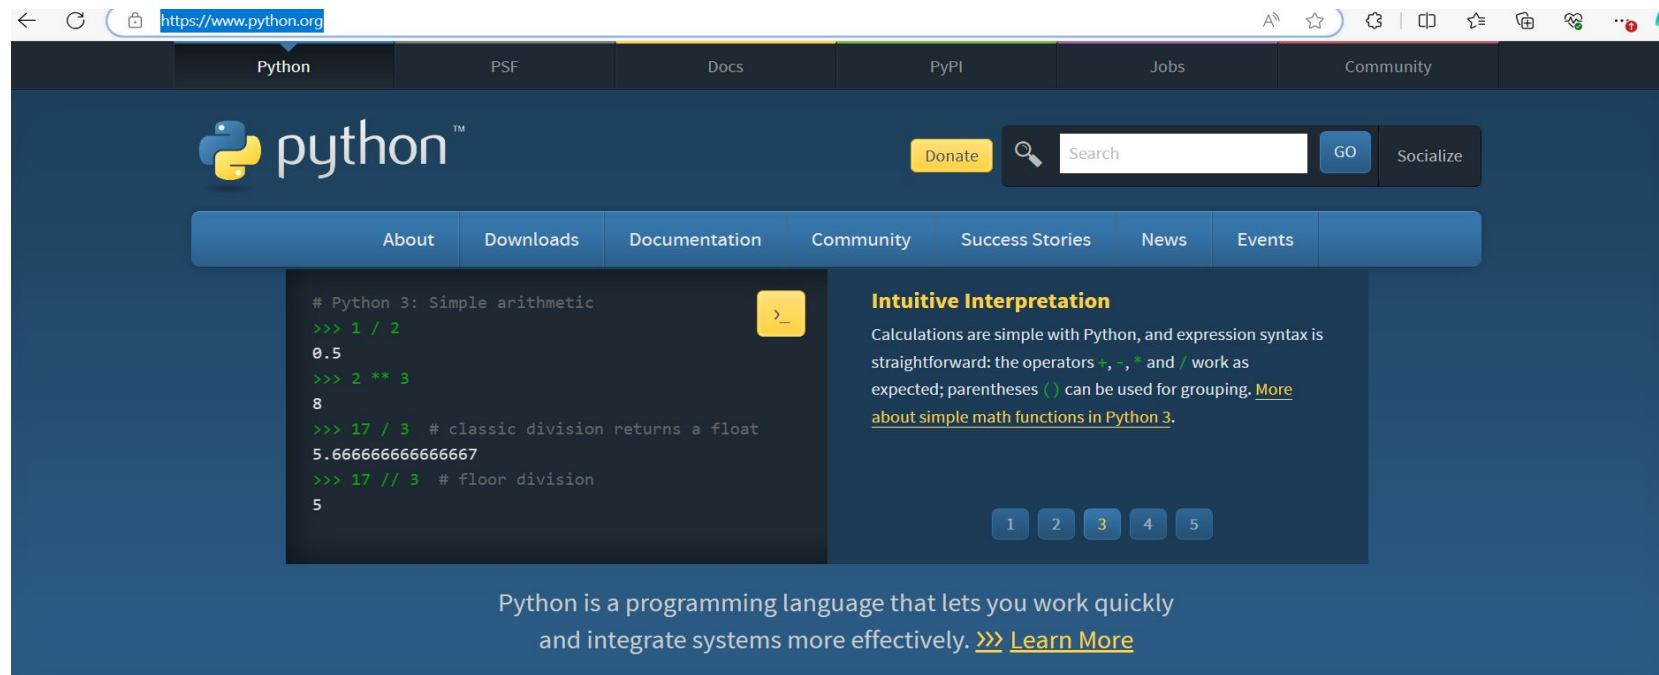 https://www.python.org
Python PSF Docs PyPI Jobs Community
python™
Donate Search GO Socialize
About Downloads Documentation Community Success Stories News Events
# Python 3: Simple arithmetic
>>> 1 / 2
0.5
>>> 2 ** 3
8
>>> 17 / 3  # classic division returns a float
5.666666666666667
>>> 17 // 3  # floor division
5
>_
Intuitive Interpretation
Calculations are simple with Python, and expression syntax is
straightforward: the operators +, -, * and / work as
expected; parentheses () can be used for grouping. More
about simple math functions in Python 3.
1 2 3 4 5
Python is a programming language that lets you work quickly
and integrate systems more effectively. >>> Learn More